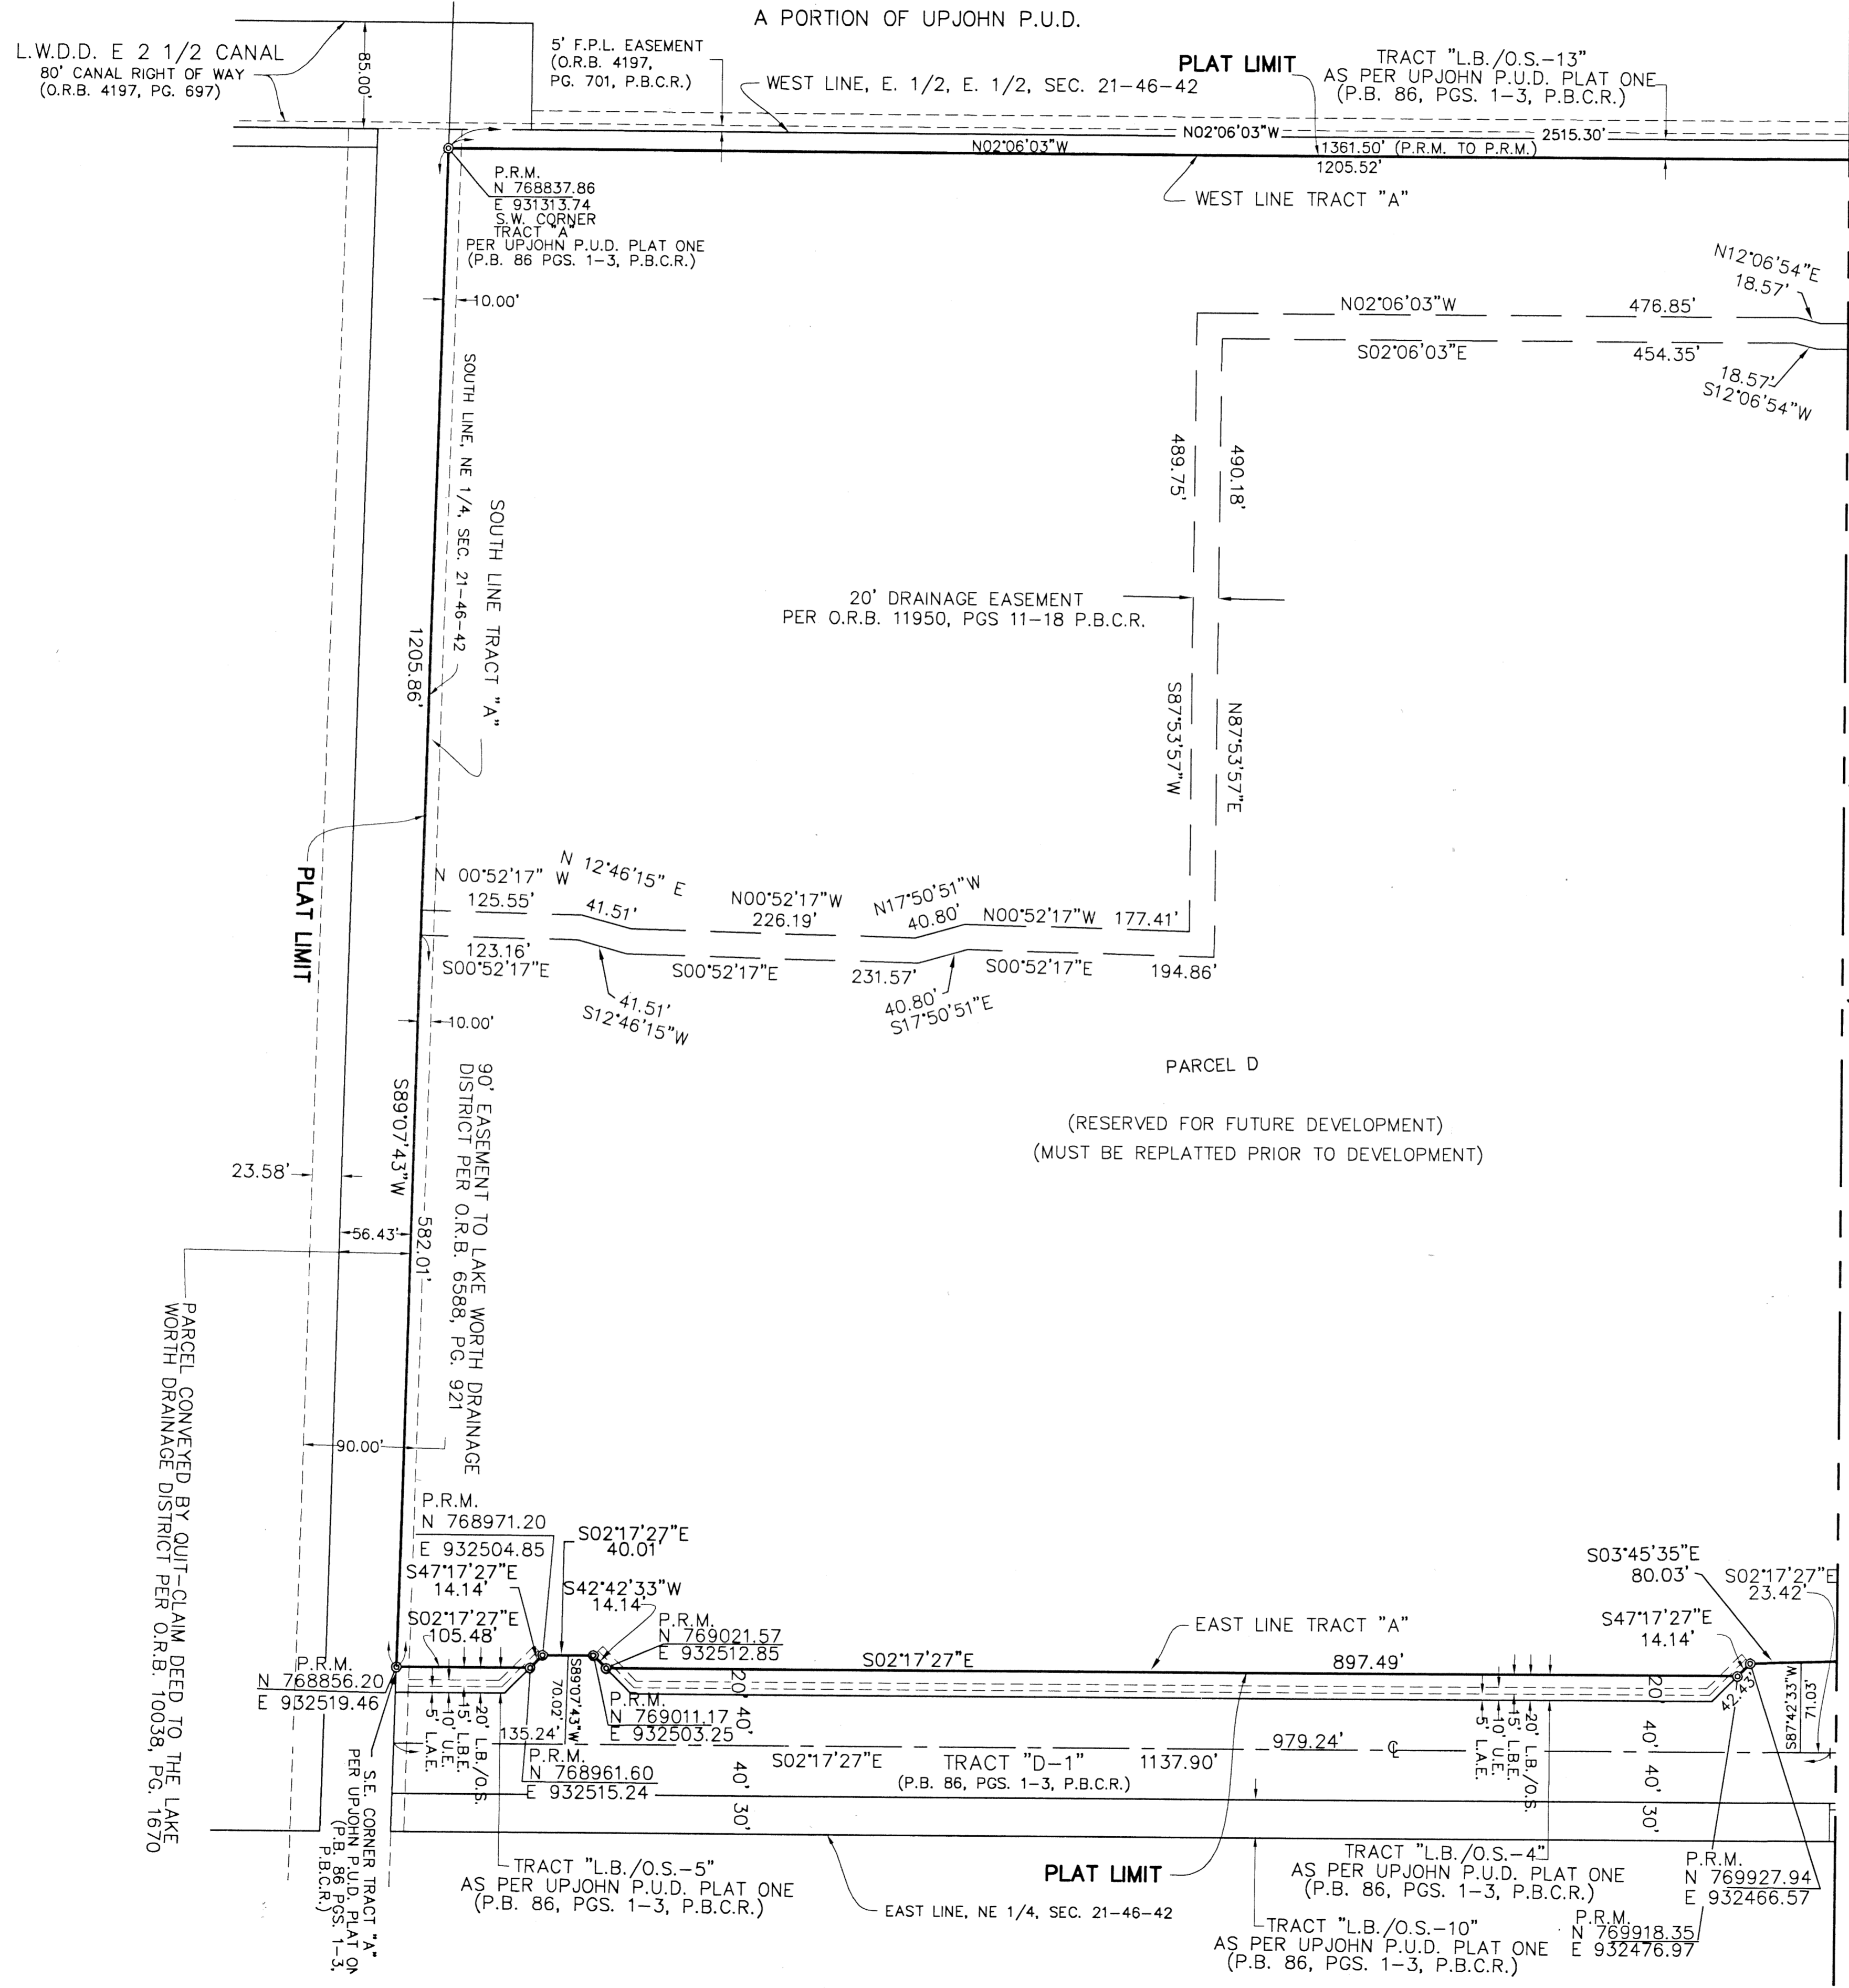 A PORTION OF UPJOHN P.U.D.
L.W.D.D. E 2 1/2 CANAL
80' CANAL RIGHT OF WAY
(O.R.B. 4197, PG. 697)
85.00'
5' F.P.L. EASEMENT
(O.R.B. 4197,
PG. 701, P.B.C.R.)
WEST LINE, E. 1/2, E. 1/2, SEC. 21-46-42
PLAT LIMIT
TRACT "L.B./O.S.-13"
AS PER UPJOHN P.U.D. PLAT ONE
(P.B. 86, PGS. 1-3, P.B.C.R.)
N02°06'03"W
2515.30'
N02°06'03"W
1361.50' (P.R.M. TO P.R.M.)
1205.52'
WEST LINE TRACT "A"
P.R.M.
N 768837.86
E 931313.74
S.W. CORNER
TRACT "A"
PER UPJOHN P.U.D. PLAT ONE
(P.B. 86 PGS. 1-3, P.B.C.R.)
10.00'
N12°06'54"E
18.57'
N02°06'03"W
476.85'
S02°06'03"E
454.35'
18.57'
S12°06'54"W
SOUTH LINE, NE 1/4, SEC. 21-46-42
SOUTH LINE TRACT "A"
1205.86'
489.75'
490.18'
20' DRAINAGE EASEMENT
PER O.R.B. 11950, PGS 11-18 P.B.C.R.
S87°53'57"W
N87°53'57"E
PLAT LIMIT
N 00°52'17" W
125.55'
N 12°46'15" E
41.51'
N00°52'17"W
226.19'
N17°50'51"W
40.80'
N00°52'17"W
177.41'
123.16'
S00°52'17"E
41.51'
S12°46'15"W
S00°52'17"E
231.57'
40.80'
S17°50'51"E
S00°52'17"E
194.86'
10.00'
PARCEL D
(RESERVED FOR FUTURE DEVELOPMENT)
(MUST BE REPLATTED PRIOR TO DEVELOPMENT)
S89°07'43"W
90' EASEMENT TO LAKE WORTH DRAINAGE
DISTRICT PER O.R.B. 6588, PG. 921
23.58'
56.43'
582.01'
PARCEL CONVEYED BY QUIT-CLAIM DEED TO THE LAKE
WORTH DRAINAGE DISTRICT PER O.R.B. 10038, PG. 1670
90.00'
P.R.M.
N 768971.20
E 932504.85
S02°17'27"E
40.01'
S47°17'27"E
14.14'
S42°42'33"W
14.14'
S02°17'27"E
105.48'
P.R.M.
N 769021.57
E 932512.85
EAST LINE TRACT "A"
S02°17'27"E
897.49'
S03°45'35"E
80.03'
S02°17'27"E
23.42'
S47°17'27"E
14.14'
P.R.M.
N 768856.20
E 932519.46
5' L.A.E.
10' U.E.
15' L.B.E.
20' L.B./O.S.
135.24'
S89°07'43"W
70.02'
P.R.M.
N 769011.17
E 932503.25
P.R.M.
N 768961.60
E 932515.24
20'
40'
40'
30'
S02°17'27"E
TRACT "D-1"
1137.90'
(P.B. 86, PGS. 1-3, P.B.C.R.)
979.24'
℄
5' L.A.E.
10' U.E.
15' L.B.E.
20' L.B./O.S.
20'
40'
40'
30'
42.43'
S87°42'33"W
71.03'
S.E. CORNER TRACT "A"
PER UPJOHN P.U.D. PLAT ON
(P.B. 86, PGS. 1-3,
P.B.C.R.)
TRACT "L.B./O.S.-5"
AS PER UPJOHN P.U.D. PLAT ONE
(P.B. 86, PGS. 1-3, P.B.C.R.)
PLAT LIMIT
EAST LINE, NE 1/4, SEC. 21-46-42
TRACT "L.B./O.S.-4"
AS PER UPJOHN P.U.D. PLAT ONE
(P.B. 86, PGS. 1-3, P.B.C.R.)
TRACT "L.B./O.S.-10"
AS PER UPJOHN P.U.D. PLAT ONE
(P.B. 86, PGS. 1-3, P.B.C.R.)
P.R.M.
N 769927.94
E 932466.57
P.R.M.
N 769918.35
E 932476.97